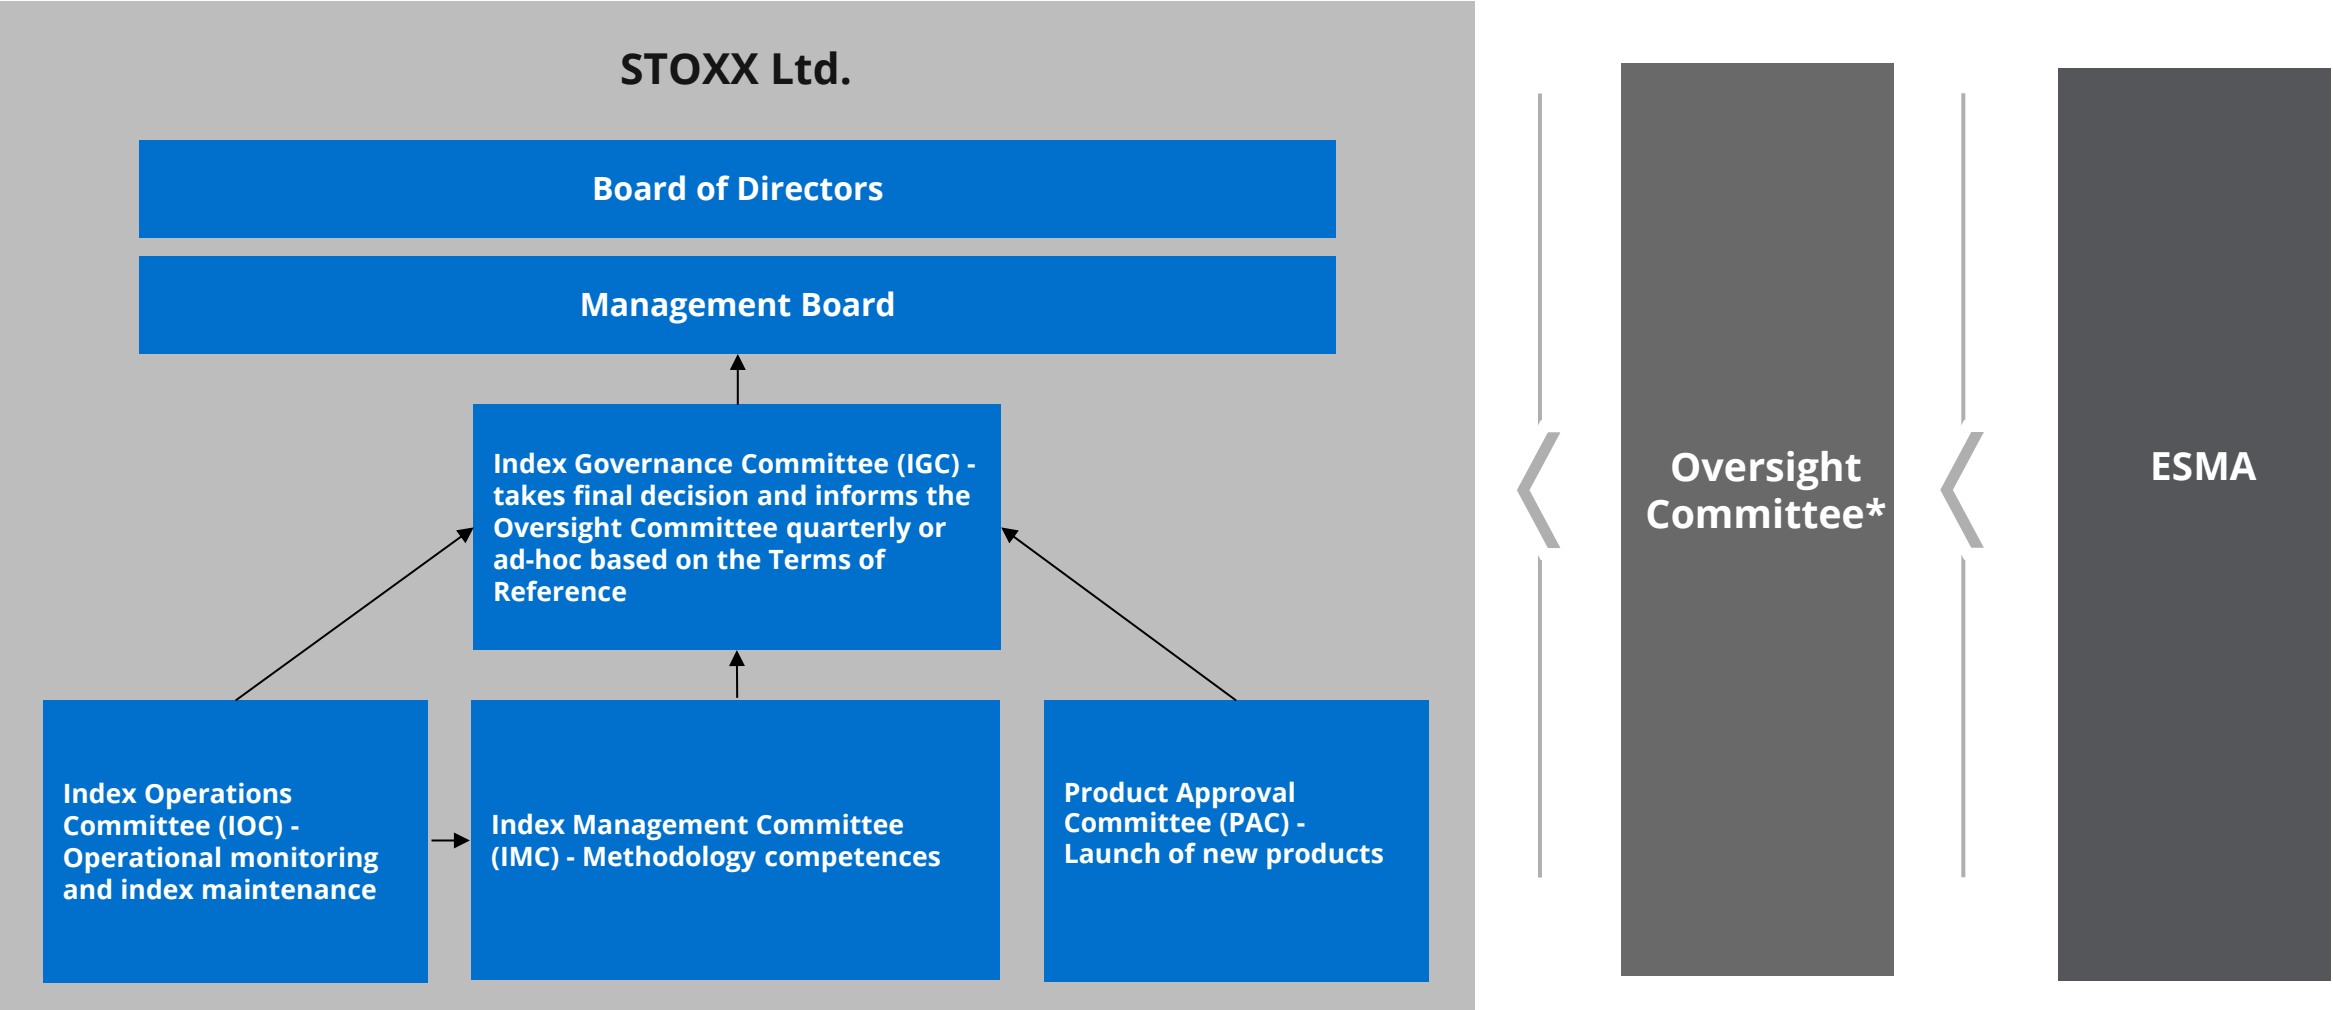 STOXX Ltd.
Board of Directors
Management Board
Index Governance Committee (IGC) -
takes final decision and informs the
Oversight Committee quarterly or
ad-hoc based on the Terms of
Reference
Index Operations
Committee (IOC) -
Operational monitoring
and index maintenance
Index Management Committee
(IMC) - Methodology competences
Product Approval
Committee (PAC) -
Launch of new products
Oversight
Committee*
ESMA